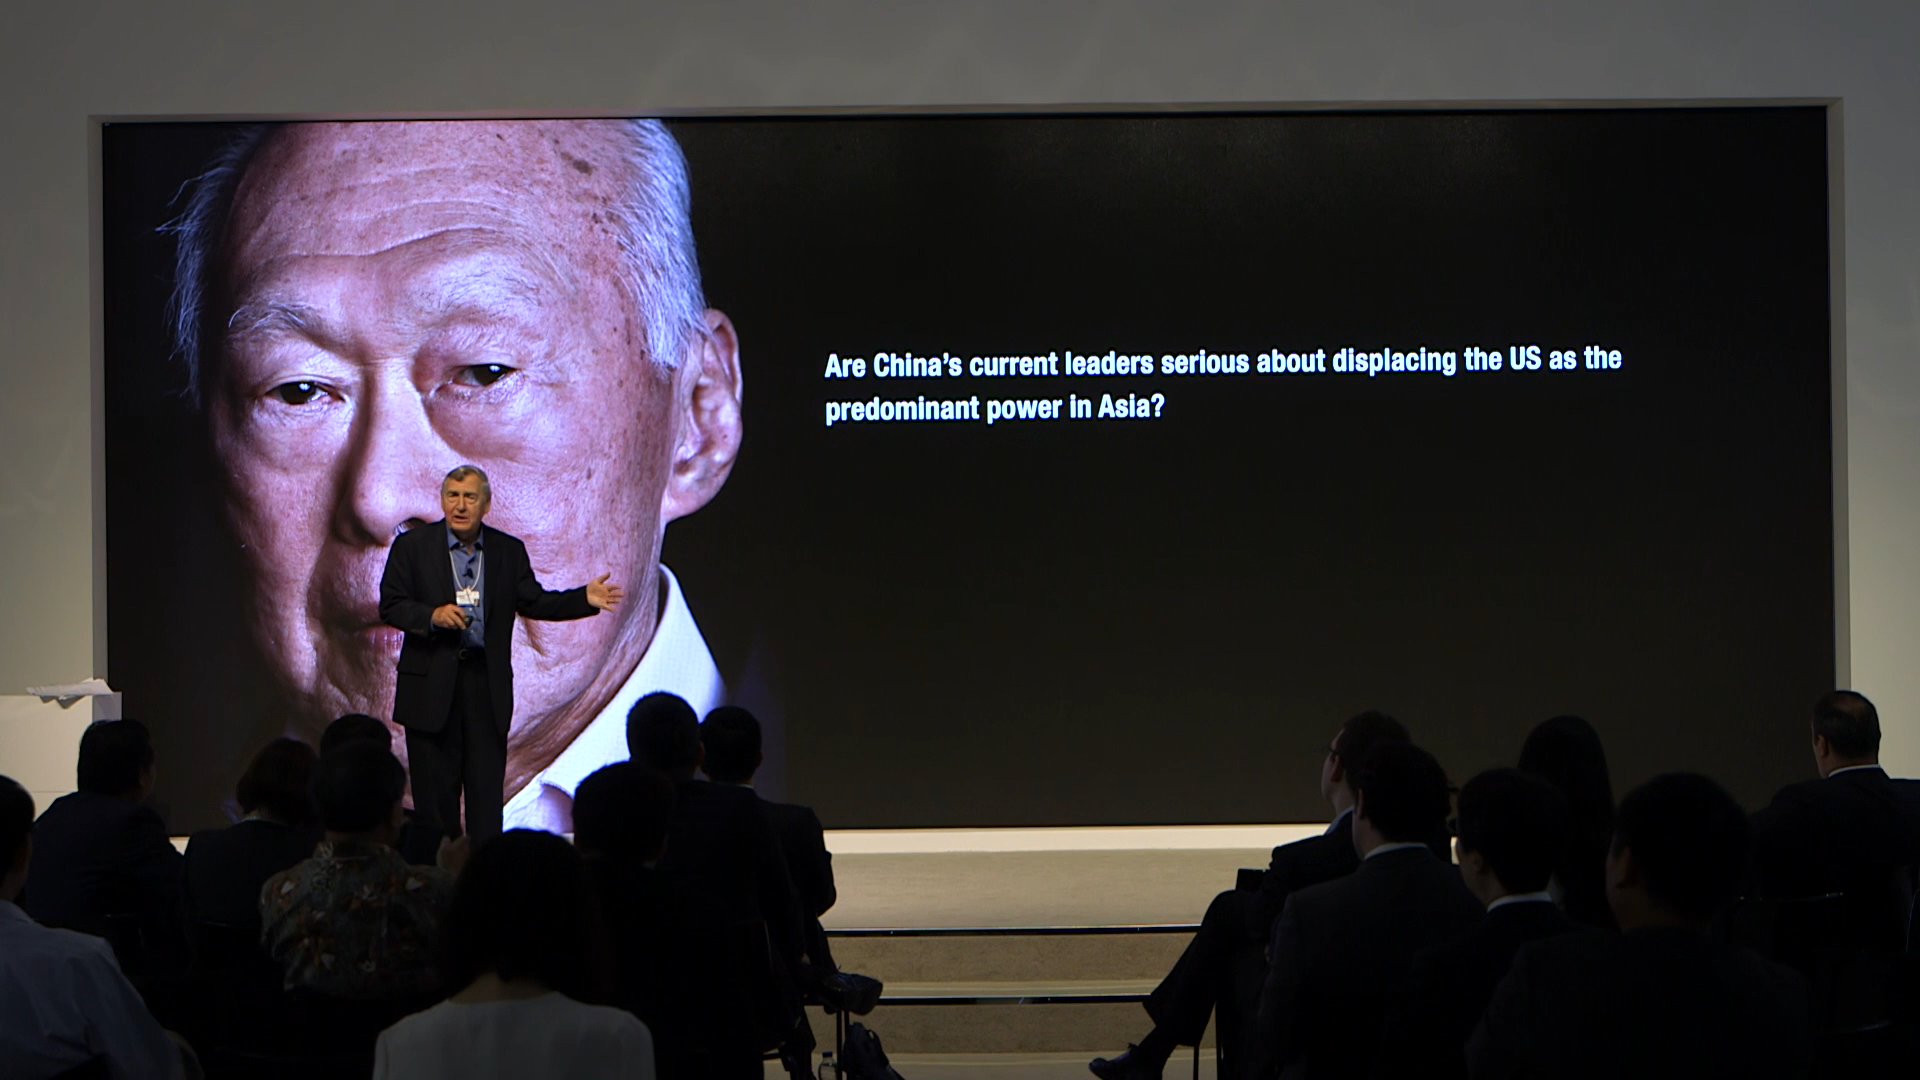 Are China’s current leaders serious about displacing the US as the
predominant power in Asia?